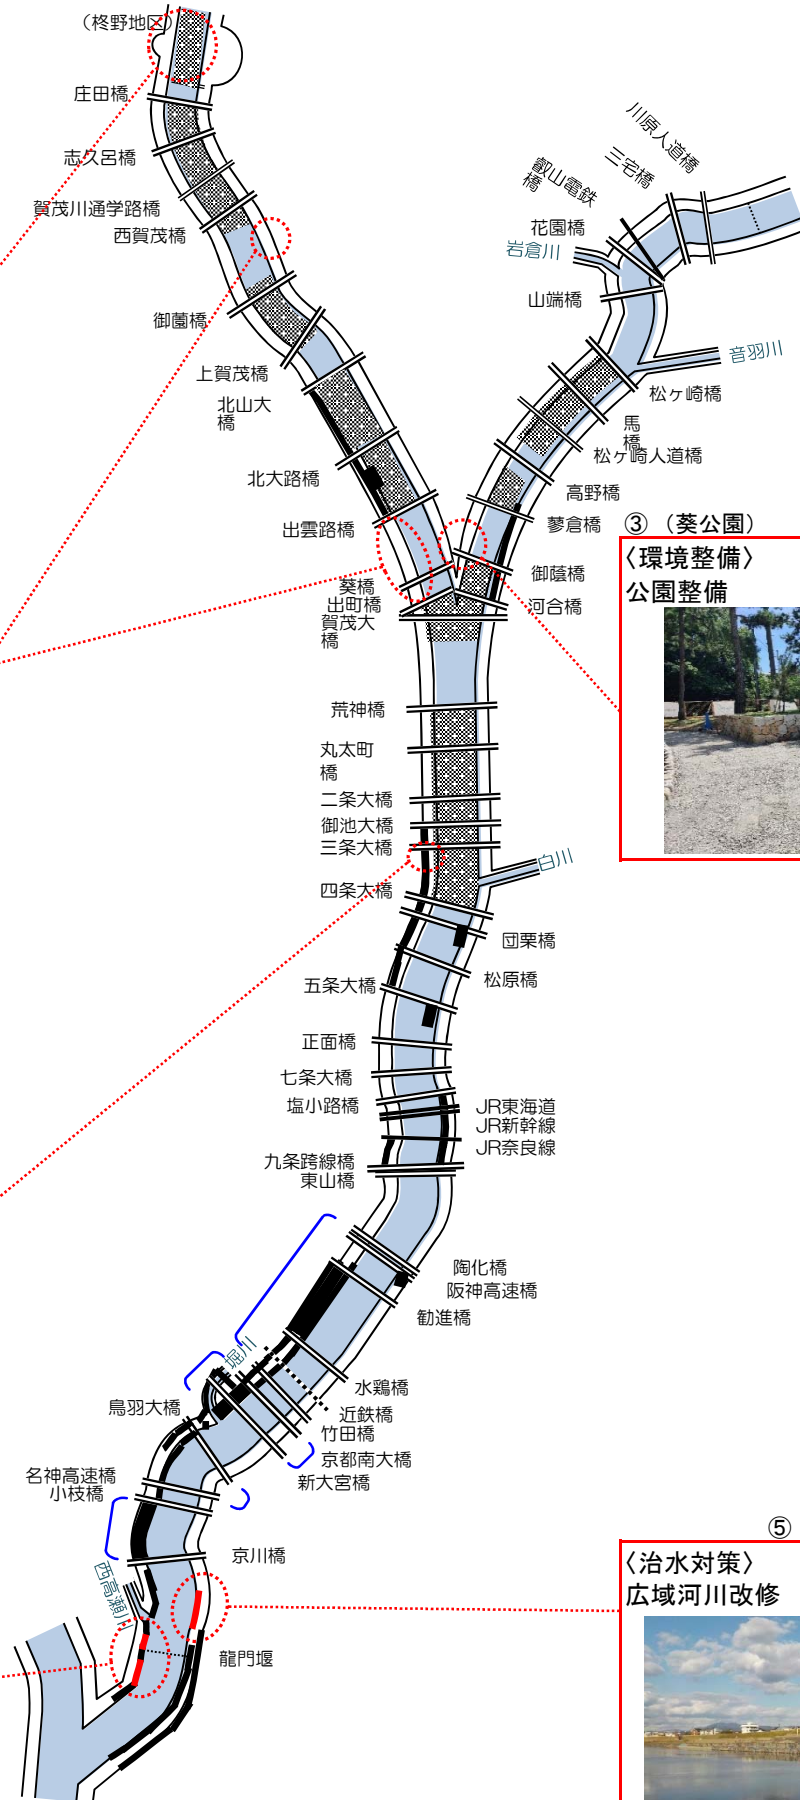 （柊野地区）
庄田橋
志久呂橋
賀茂川通学路橋
西賀茂橋
御薗橋
上賀茂橋
北山大
橋
北大路橋
出雲路橋
葵橋
出町橋
賀茂大
橋
川原人道橋
三宅橋
叡山電鉄
橋
花園橋
岩倉川
山端橋
音羽川
松ヶ崎橋
馬
橋
松ヶ崎人道橋
高野橋
蓼倉橋
御蔭橋
河合橋
③ （葵公園）
〈環境整備〉
公園整備
荒神橋
丸太町
橋
二条大橋
御池大橋
三条大橋
白川
四条大橋
団栗橋
松原橋
五条大橋
正面橋
七条大橋
塩小路橋
JR東海道
JR新幹線
JR奈良線
九条跨線橋
東山橋
陶化橋
阪神高速橋
勧進橋
堀川
水鶏橋
近鉄橋
竹田橋
京都南大橋
新大宮橋
鳥羽大橋
名神高速橋
小枝橋
京川橋
西高瀬川
龍門堰
⑤
〈治水対策〉
広域河川改修